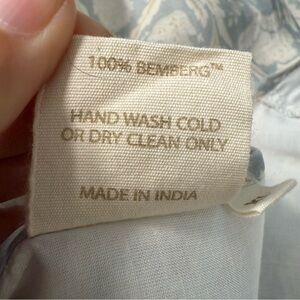 100% BEMBERG™
HAND WASH COLD
OR DRY CLEAN ONLY
MADE IN INDIA